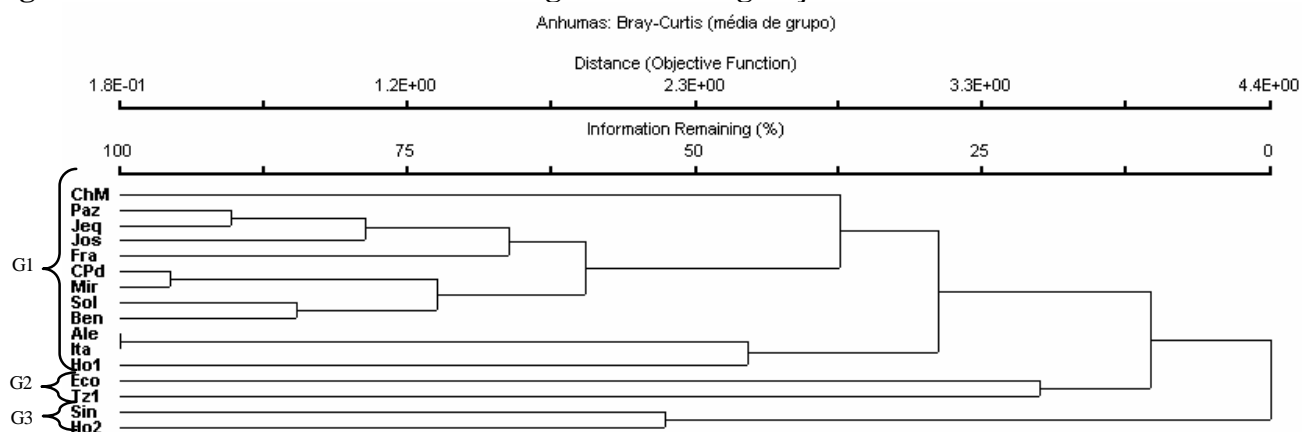 Anhumas: Bray-Curtis (média de grupo)
Distance (Objective Function)
1.8E-01 1.2E+00 2.3E+00 3.3E+00 4.4E+00
Information Remaining (%)
100 75 50 25 0
ChM
Paz
Jeq
Jos
Fra
G1 CPd
Mir
Sol
Ben
Ale
Ita
Ho1
G2 Eco
Tz1
Sin
G3 Ho2